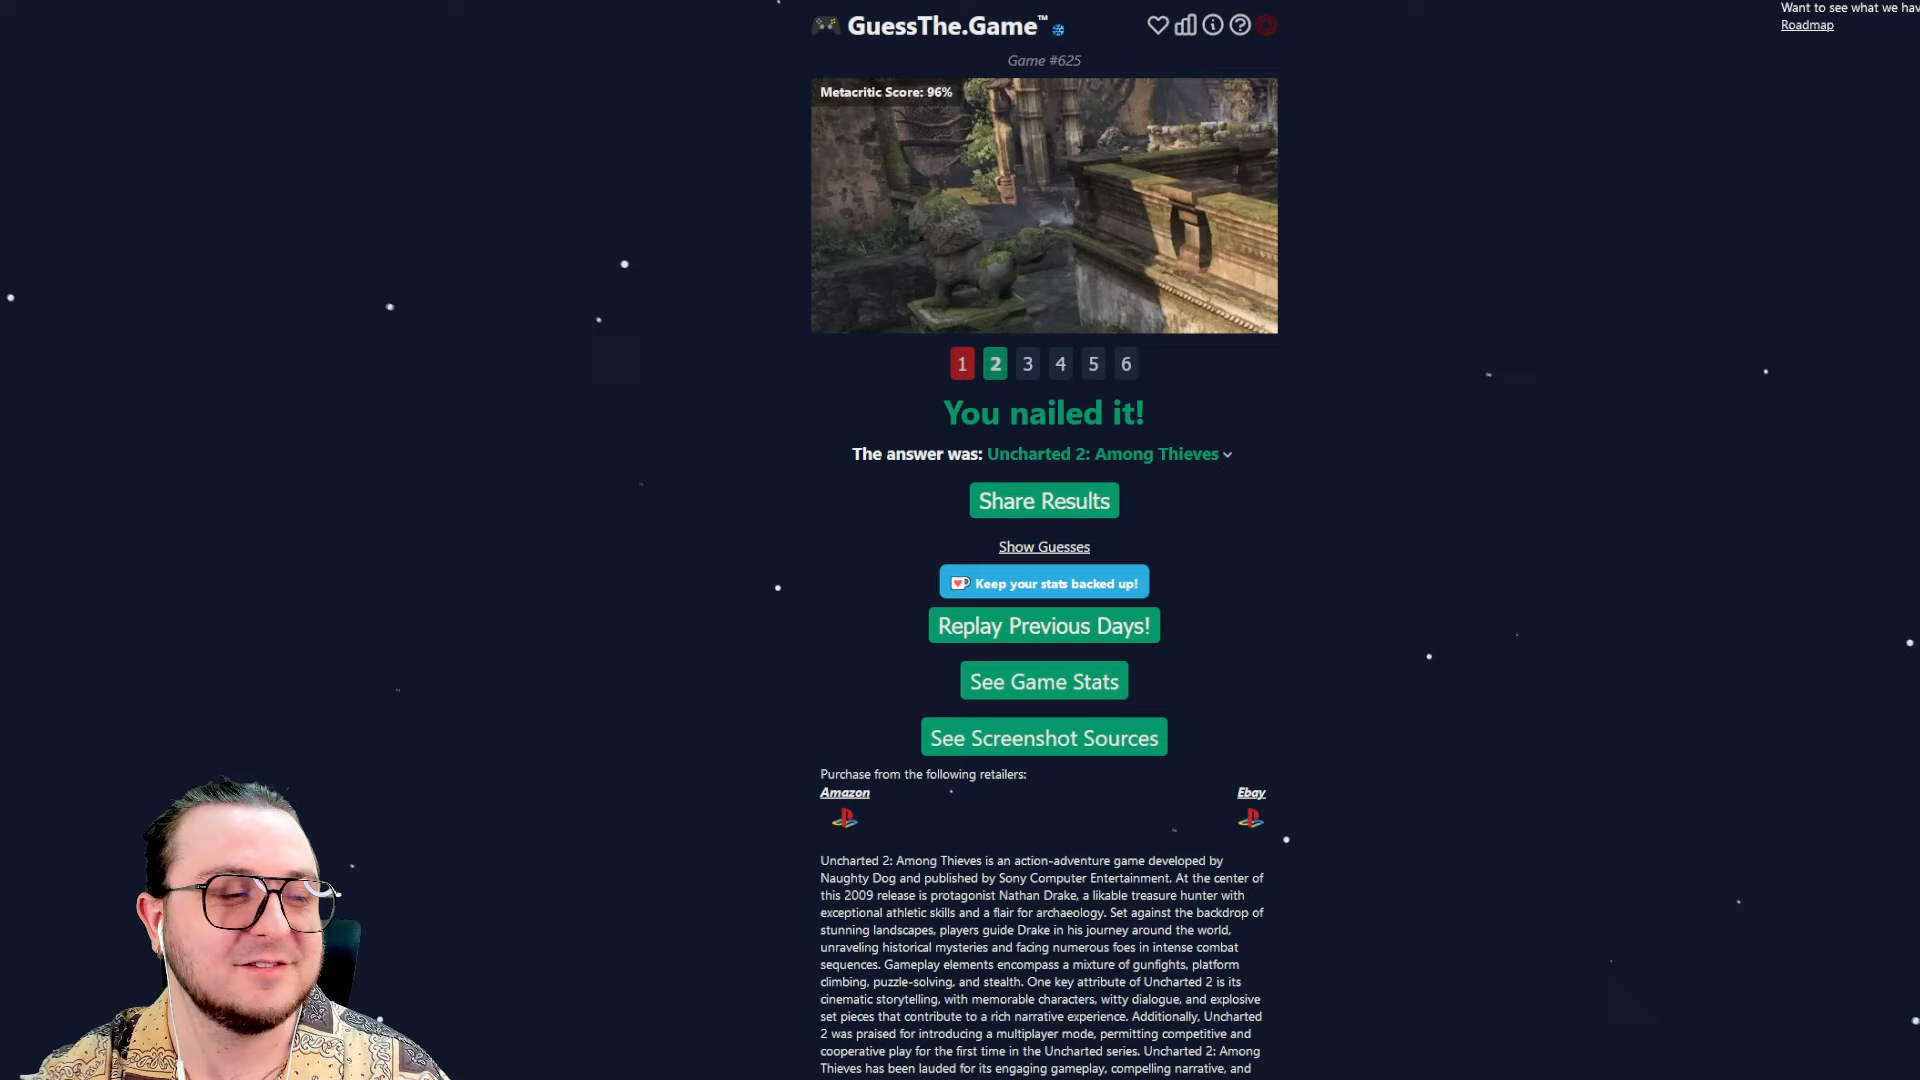 Want to see what we hav
Roadmap
GuessThe.Game™
Game #625
Metacritic Score: 96%
1 2 3 4 5 6
You nailed it!
The answer was: Uncharted 2: Among Thieves
Share Results
Show Guesses
Keep your stats backed up!
Replay Previous Days!
See Game Stats
See Screenshot Sources
Purchase from the following retailers:
Amazon Ebay
Uncharted 2: Among Thieves is an action-adventure game developed by
Naughty Dog and published by Sony Computer Entertainment. At the center of
this 2009 release is protagonist Nathan Drake, a likable treasure hunter with
exceptional athletic skills and a flair for archaeology. Set against the backdrop of
stunning landscapes, players guide Drake in his journey around the world,
unraveling historical mysteries and facing numerous foes in intense combat
sequences. Gameplay elements encompass a mixture of gunfights, platform
climbing, puzzle-solving, and stealth. One key attribute of Uncharted 2 is its
cinematic storytelling, with memorable characters, witty dialogue, and explosive
set pieces that contribute to a rich narrative experience. Additionally, Uncharted
2 was praised for introducing a multiplayer mode, permitting competitive and
cooperative play for the first time in the Uncharted series. Uncharted 2: Among
Thieves has been lauded for its engaging gameplay, compelling narrative, and